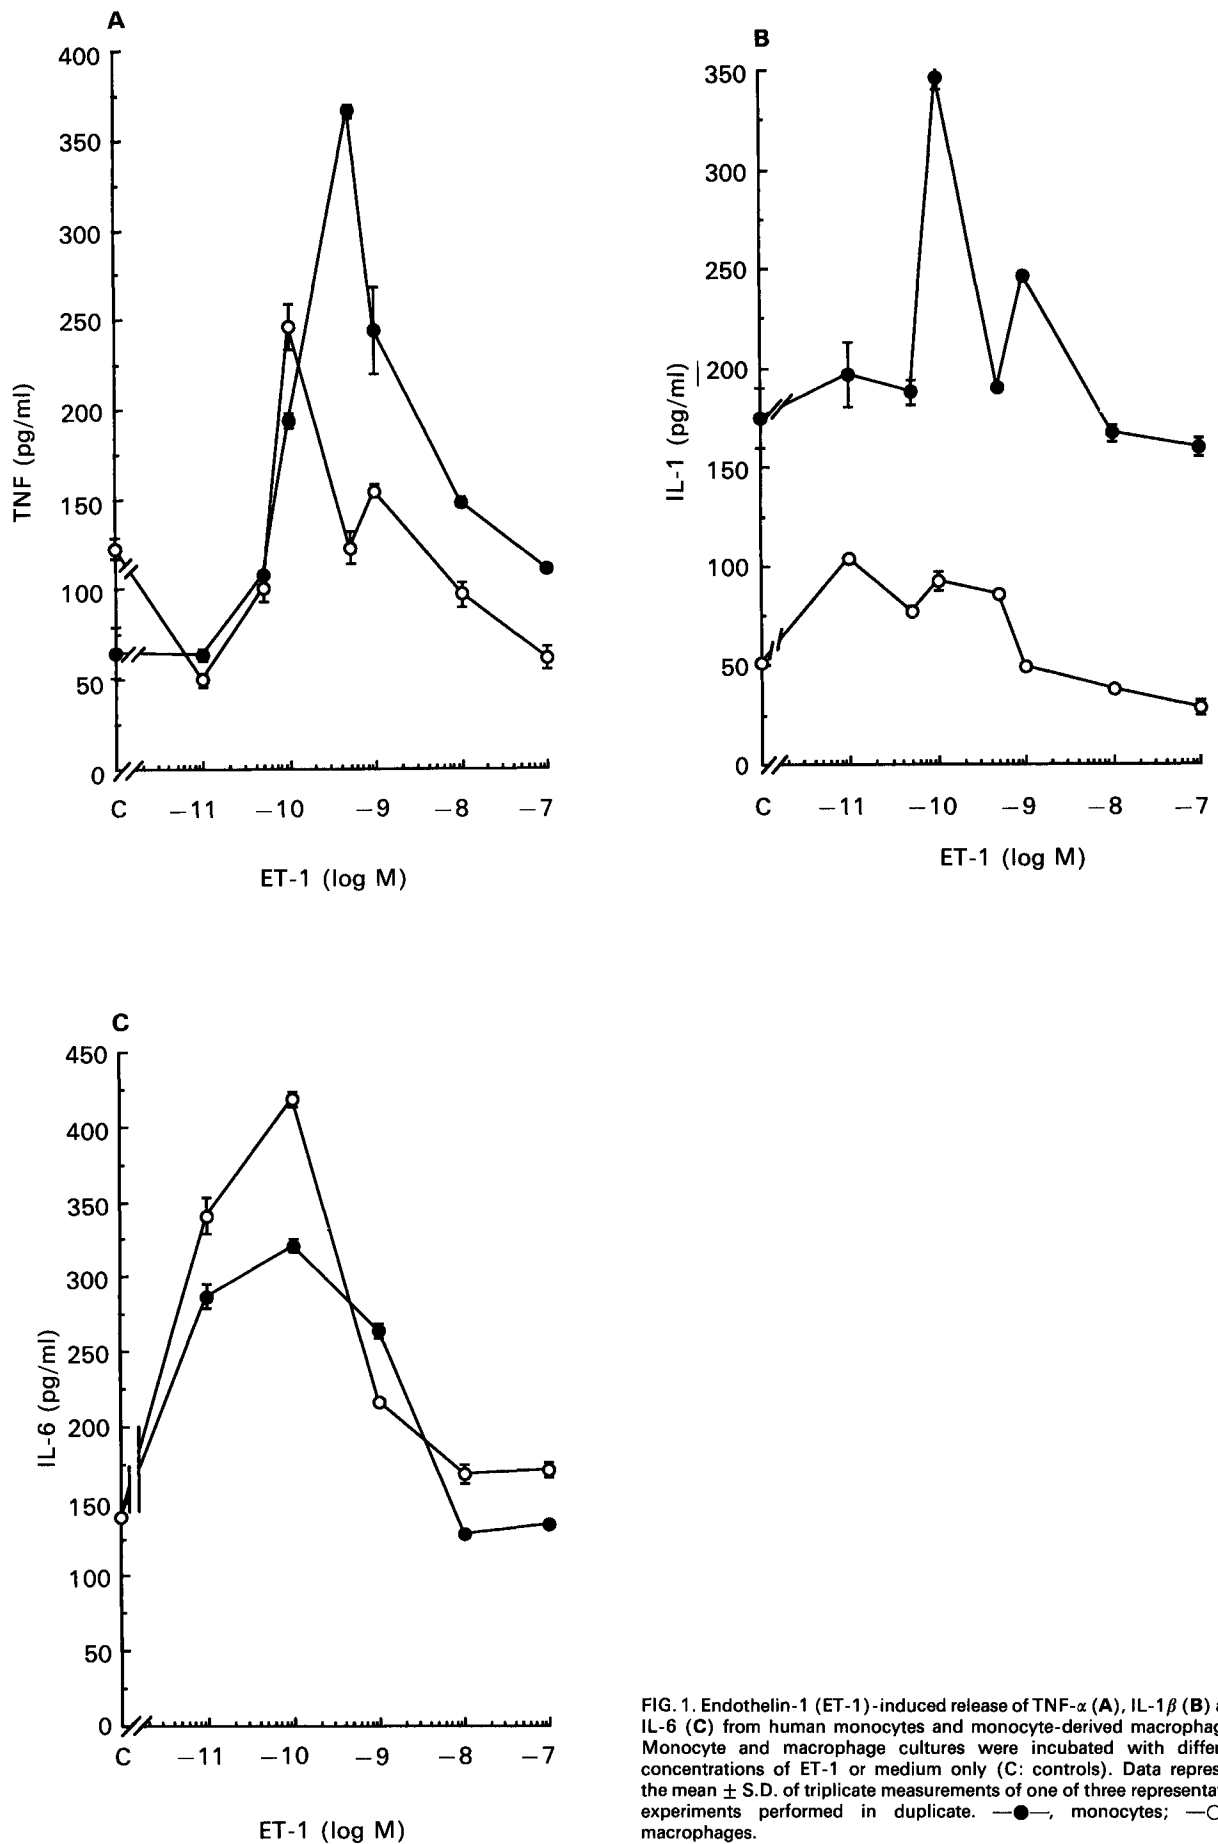 A
400
350
300
250
200
150
100
50
0
TNF (pg/ml)
C −11 −10 −9 −8 −7
ET-1 (log M)
B
350
300
250
200
150
100
50
0
IL-1 (pg/ml)
C −11 −10 −9 −8 −7
ET-1 (log M)
C
450
400
350
300
250
200
150
100
50
0
IL-6 (pg/ml)
C −11 −10 −9 −8 −7
ET-1 (log M)
FIG. 1. Endothelin-1 (ET-1)-induced release of TNF-α (A), IL-1β (B)
IL-6 (C) from human monocytes and monocyte-derived macrophag
Monocyte and macrophage cultures were incubated with differ
concentrations of ET-1 or medium only (C: controls). Data repres
the mean ± S.D. of triplicate measurements of one of three representat
experiments performed in duplicate. —●—, monocytes; —○
macrophages.